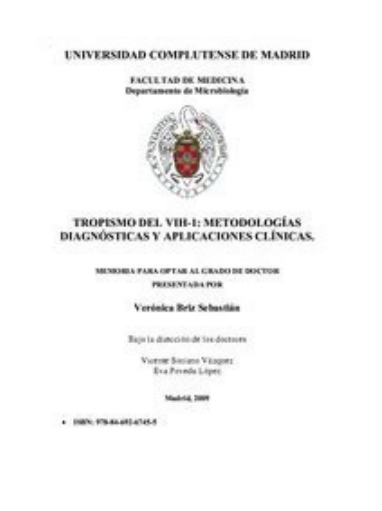 UNIVERSIDAD COMPLUTENSE DE MADRID
FACULTAD DE MEDICINA
Departamento de Microbiología
TROPISMO DEL VIH-1: METODOLOGÍAS
DIAGNÓSTICAS Y APLICACIONES CLÍNICAS.
MEMORIA PARA OPTAR AL GRADO DE DOCTOR
PRESENTADA POR
Verónica Briz Sebastián
Bajo la dirección de los doctores
Vicente Soriano Vázquez
Eva Poveda López
Madrid, 2009
• ISBN: 978-84-692-6745-5